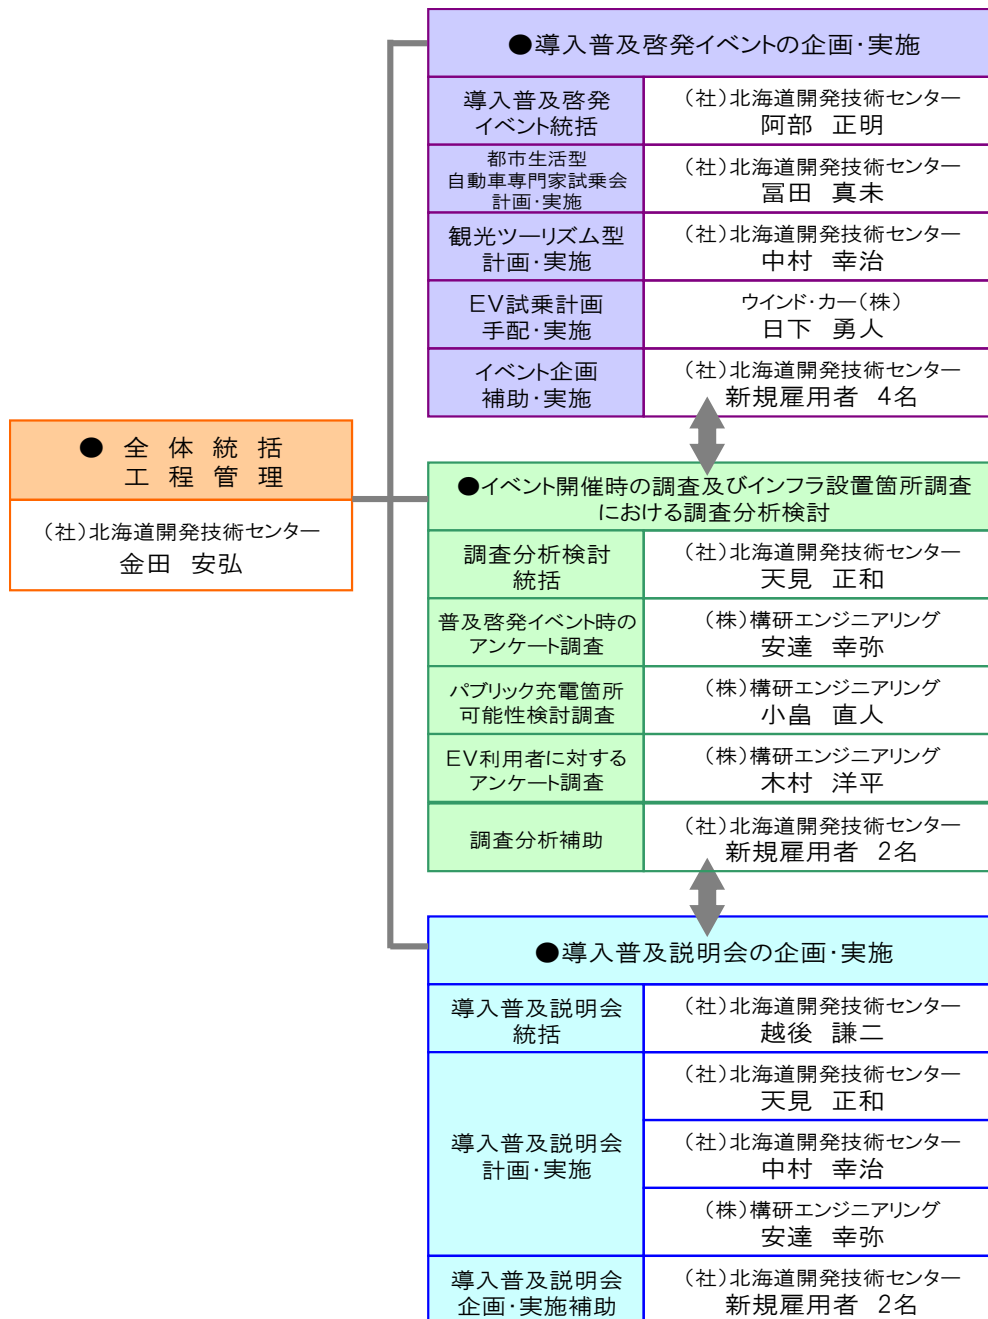 ●導入普及啓発イベントの企画・実施
導入普及啓発
イベント統括
（社）北海道開発技術センター
阿部 正明
都市生活型
自動車専門家試乗会
計画・実施
（社）北海道開発技術センター
冨田 真未
観光ツーリズム型
計画・実施
（社）北海道開発技術センター
中村 幸治
EV試乗計画
手配・実施
ウインド・カー（株）
日下 勇人
イベント企画
補助・実施
（社）北海道開発技術センター
新規雇用者 4名
● 全 体 統 括
工 程 管 理
（社）北海道開発技術センター
金田 安弘
●イベント開催時の調査及びインフラ設置箇所調査
における調査分析検討
調査分析検討
統括
（社）北海道開発技術センター
天見 正和
普及啓発イベント時の
アンケート調査
（株）構研エンジニアリング
安達 幸弥
パブリック充電箇所
可能性検討調査
（株）構研エンジニアリング
小畠 直人
EV利用者に対する
アンケート調査
（株）構研エンジニアリング
木村 洋平
調査分析補助
（社）北海道開発技術センター
新規雇用者 2名
●導入普及説明会の企画・実施
導入普及説明会
統括
（社）北海道開発技術センター
越後 謙二
導入普及説明会
計画・実施
（社）北海道開発技術センター
天見 正和
（社）北海道開発技術センター
中村 幸治
（株）構研エンジニアリング
安達 幸弥
導入普及説明会
企画・実施補助
（社）北海道開発技術センター
新規雇用者 2名